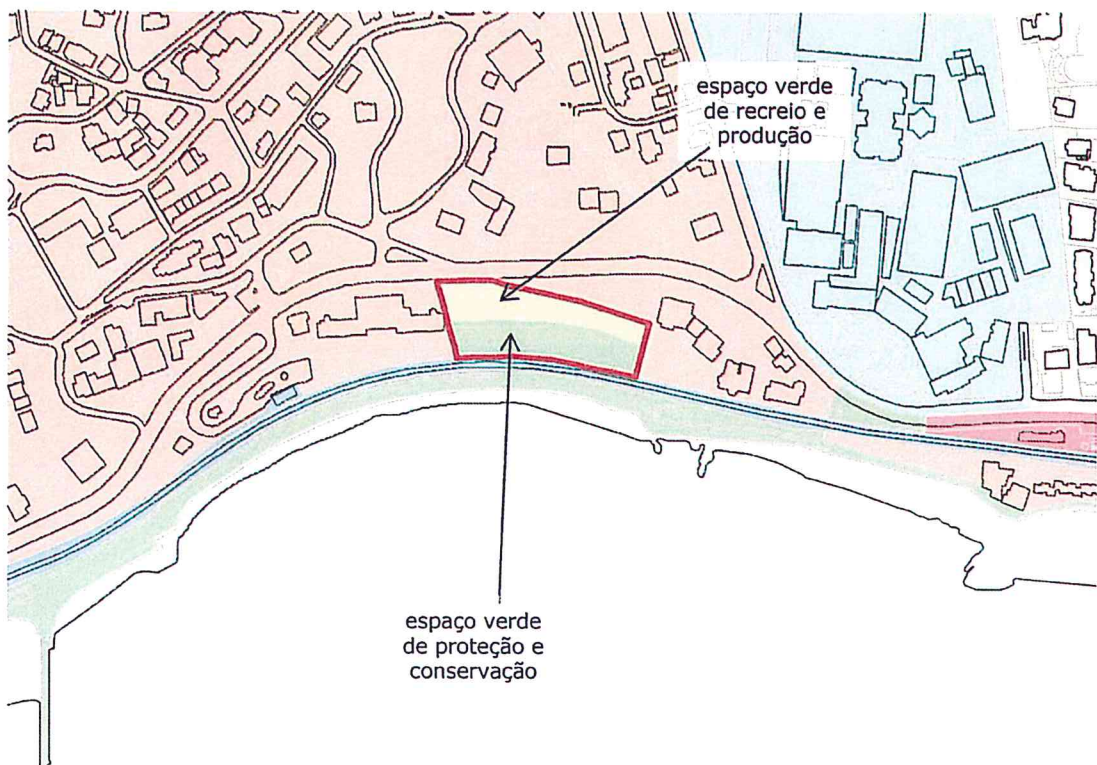 espaço verde
de recreio e
produção
espaço verde
de proteção e
conservação